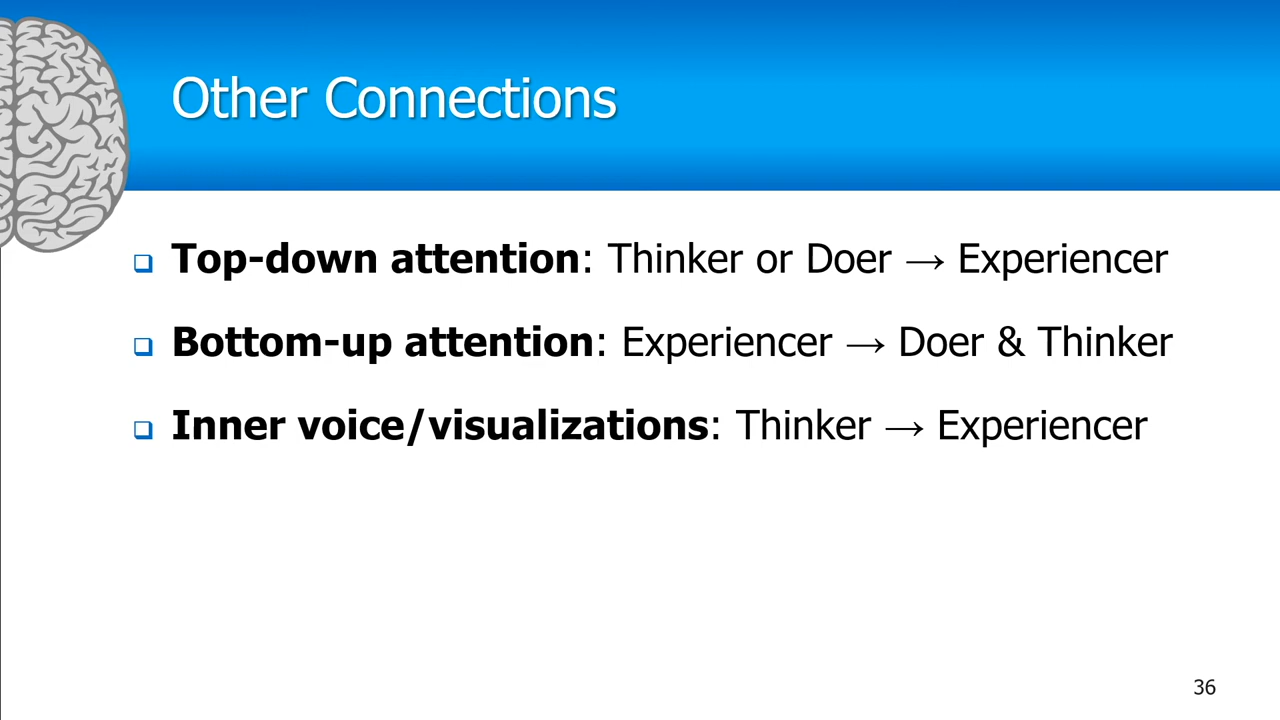 Other Connections
Top-down attention: Thinker or Doer → Experiencer
Bottom-up attention: Experiencer → Doer & Thinker
Inner voice/visualizations: Thinker → Experiencer
36